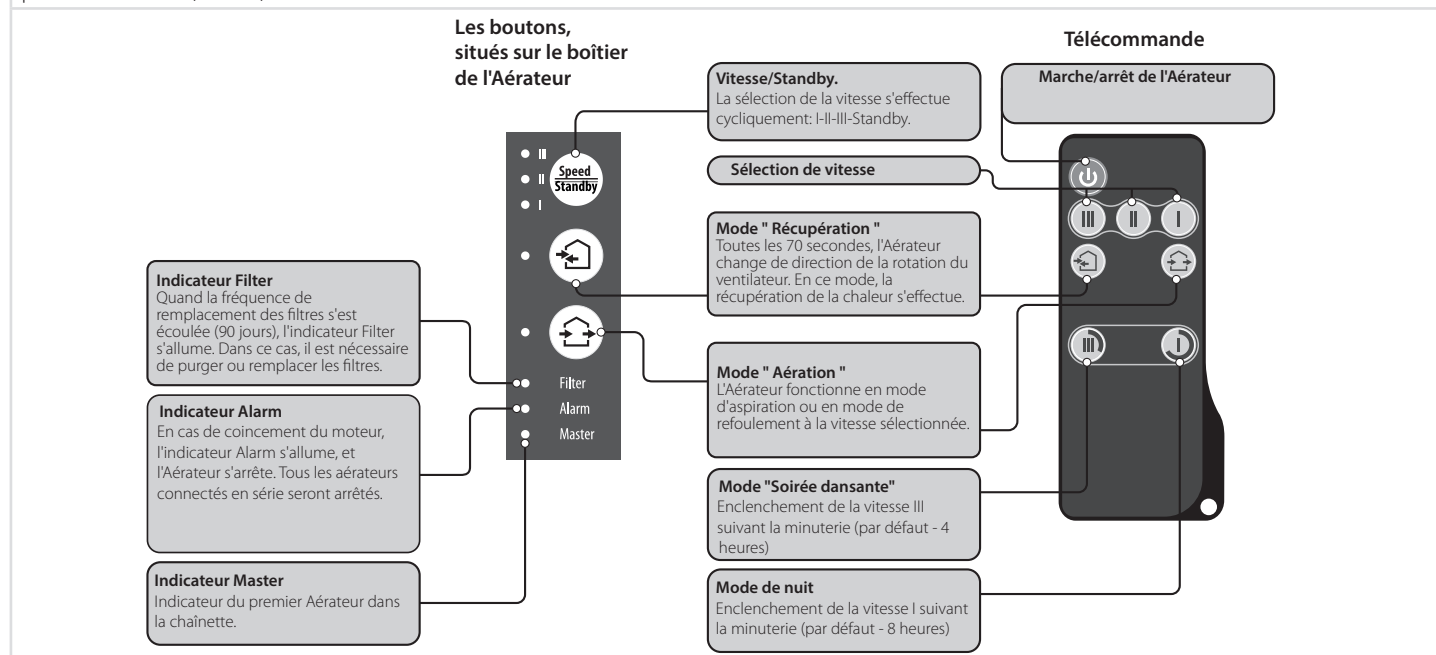 Les boutons,
situés sur le boîtier
de l'Aérateur
Télécommande
Vitesse/Standby.
La sélection de la vitesse s'effectue
cycliquement: I-II-III-Standby.
Marche/arrêt de l'Aérateur
Sélection de vitesse
Mode " Récupération "
Toutes les 70 secondes, l'Aérateur
change de direction de la rotation du
ventilateur. En ce mode, la
récupération de la chaleur s'effectue.
Mode " Aération "
L'Aérateur fonctionne en mode
d'aspiration ou en mode de
refoulement à la vitesse sélectionnée.
Mode "Soirée dansante"
Enclenchement de la vitesse III
suivant la minuterie (par défaut - 4
heures)
Mode de nuit
Enclenchement de la vitesse I suivant
la minuterie (par défaut - 8 heures)
Indicateur Filter
Quand la fréquence de
remplacement des filtres s'est
écoulée (90 jours), l'indicateur Filter
s'allume. Dans ce cas, il est nécessaire
de purger ou remplacer les filtres.
Indicateur Alarm
En cas de coincement du moteur,
l'indicateur Alarm s'allume, et
l'Aérateur s'arrête. Tous les aérateurs
connectés en série seront arrêtés.
Indicateur Master
Indicateur du premier Aérateur dans
la chaînette.
III
II
I
Speed
Standby
Filter
Alarm
Master
III II I
III I